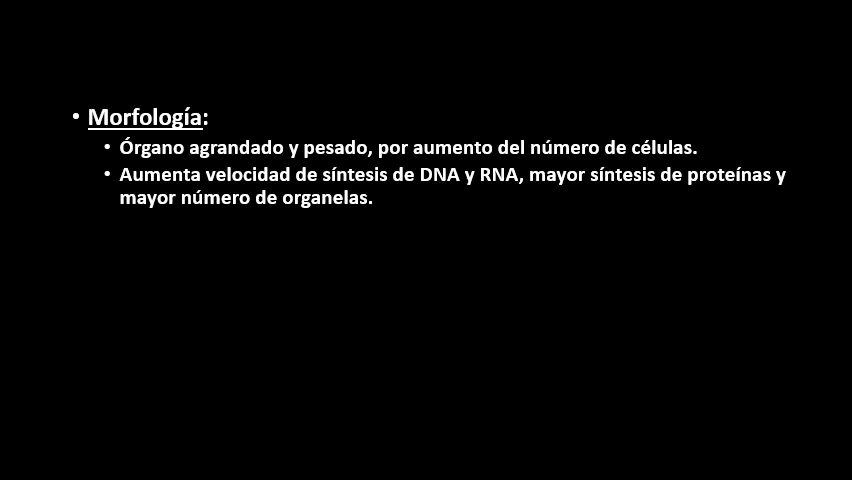 • Morfología:
• Órgano agrandado y pesado, por aumento del número de células.
• Aumenta velocidad de síntesis de DNA y RNA, mayor síntesis de proteínas y
mayor número de organelas.